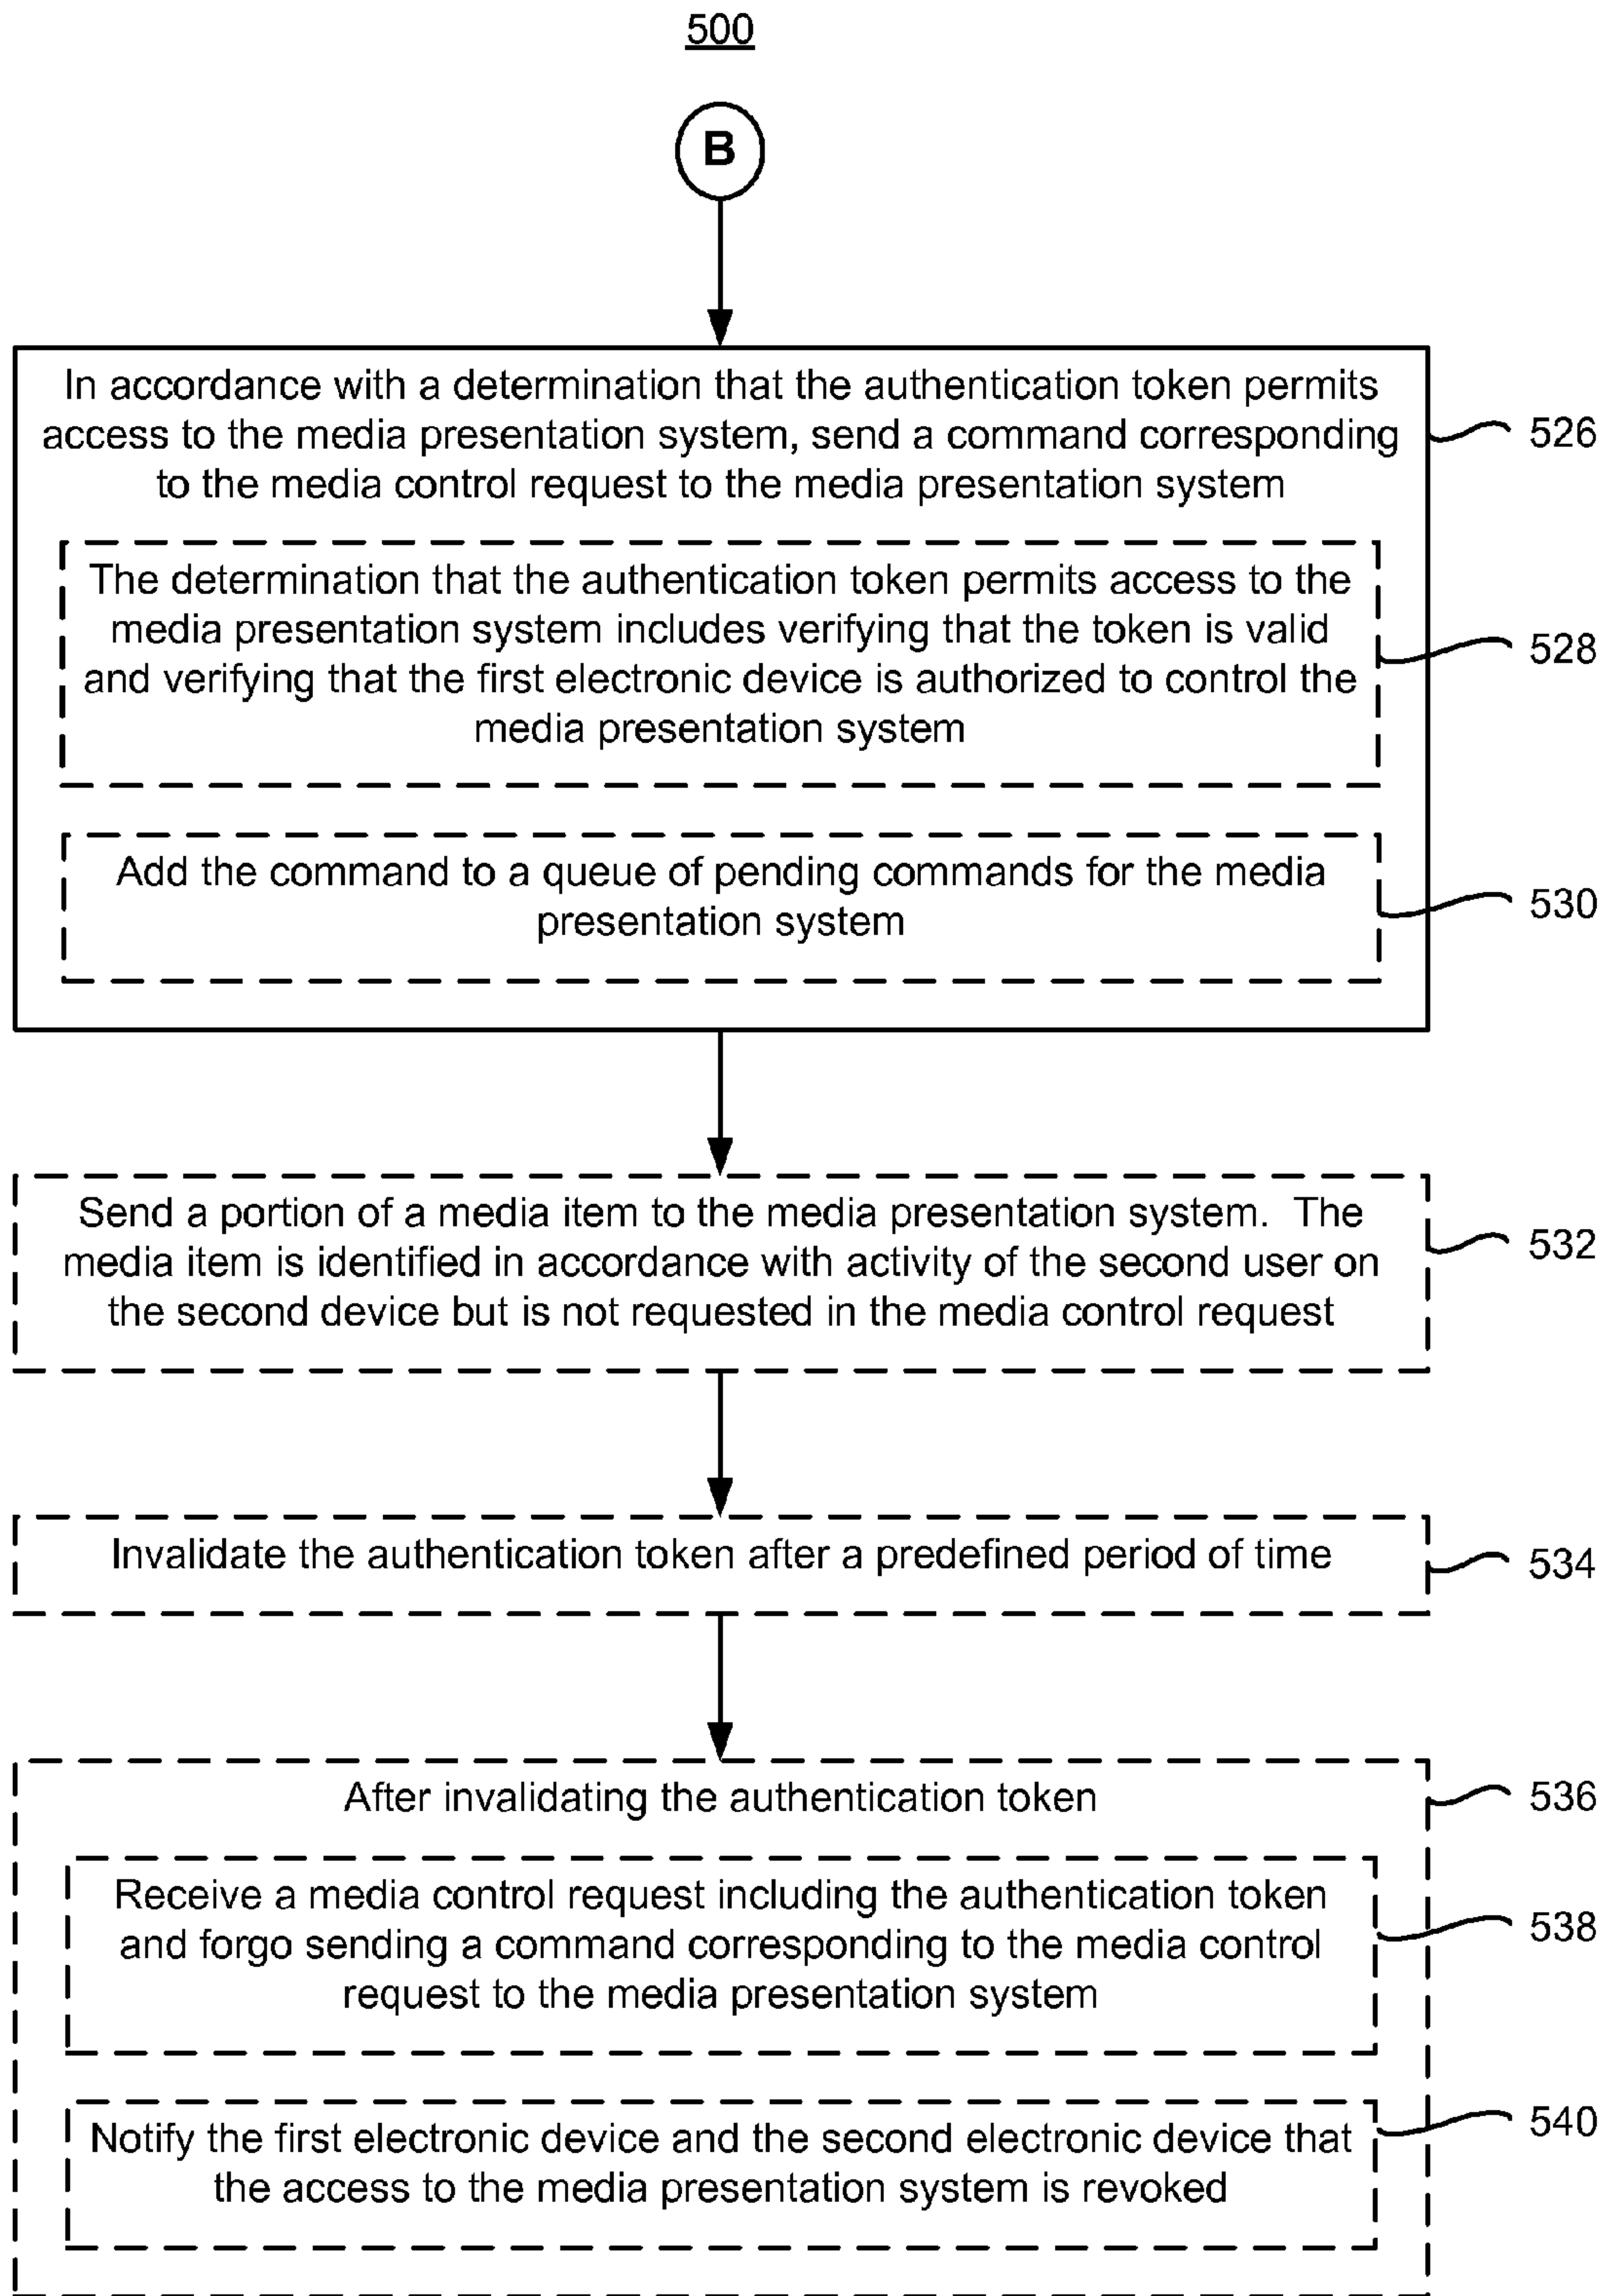 500
B
In accordance with a determination that the authentication token permits
access to the media presentation system, send a command corresponding
to the media control request to the media presentation system
526
The determination that the authentication token permits access to the
media presentation system includes verifying that the token is valid
and verifying that the first electronic device is authorized to control the
media presentation system
528
Add the command to a queue of pending commands for the media
presentation system
530
Send a portion of a media item to the media presentation system.  The
media item is identified in accordance with activity of the second user on
the second device but is not requested in the media control request
532
Invalidate the authentication token after a predefined period of time
534
After invalidating the authentication token
536
Receive a media control request including the authentication token
and forgo sending a command corresponding to the media control
request to the media presentation system
538
Notify the first electronic device and the second electronic device that
the access to the media presentation system is revoked
540